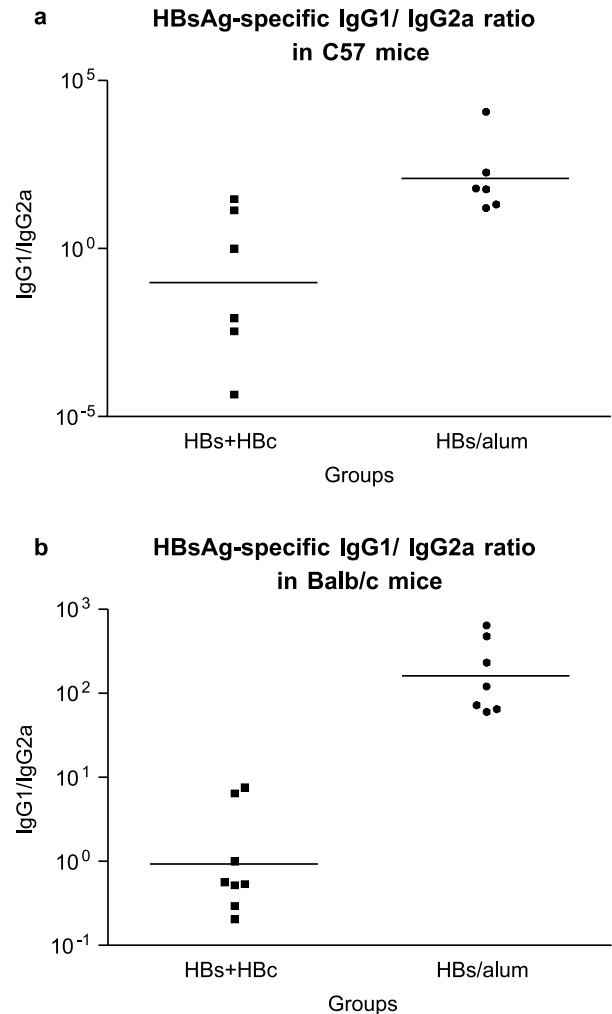 a
HBsAg-specific IgG1/ IgG2a ratio
in C57 mice
10^5
10^0
10^-5
IgG1/IgG2a
HBs+HBc
HBs/alum
Groups
b
HBsAg-specific IgG1/ IgG2a ratio
in Balb/c mice
10^3
10^2
10^1
10^0
10^-1
IgG1/IgG2a
HBs+HBc
HBs/alum
Groups